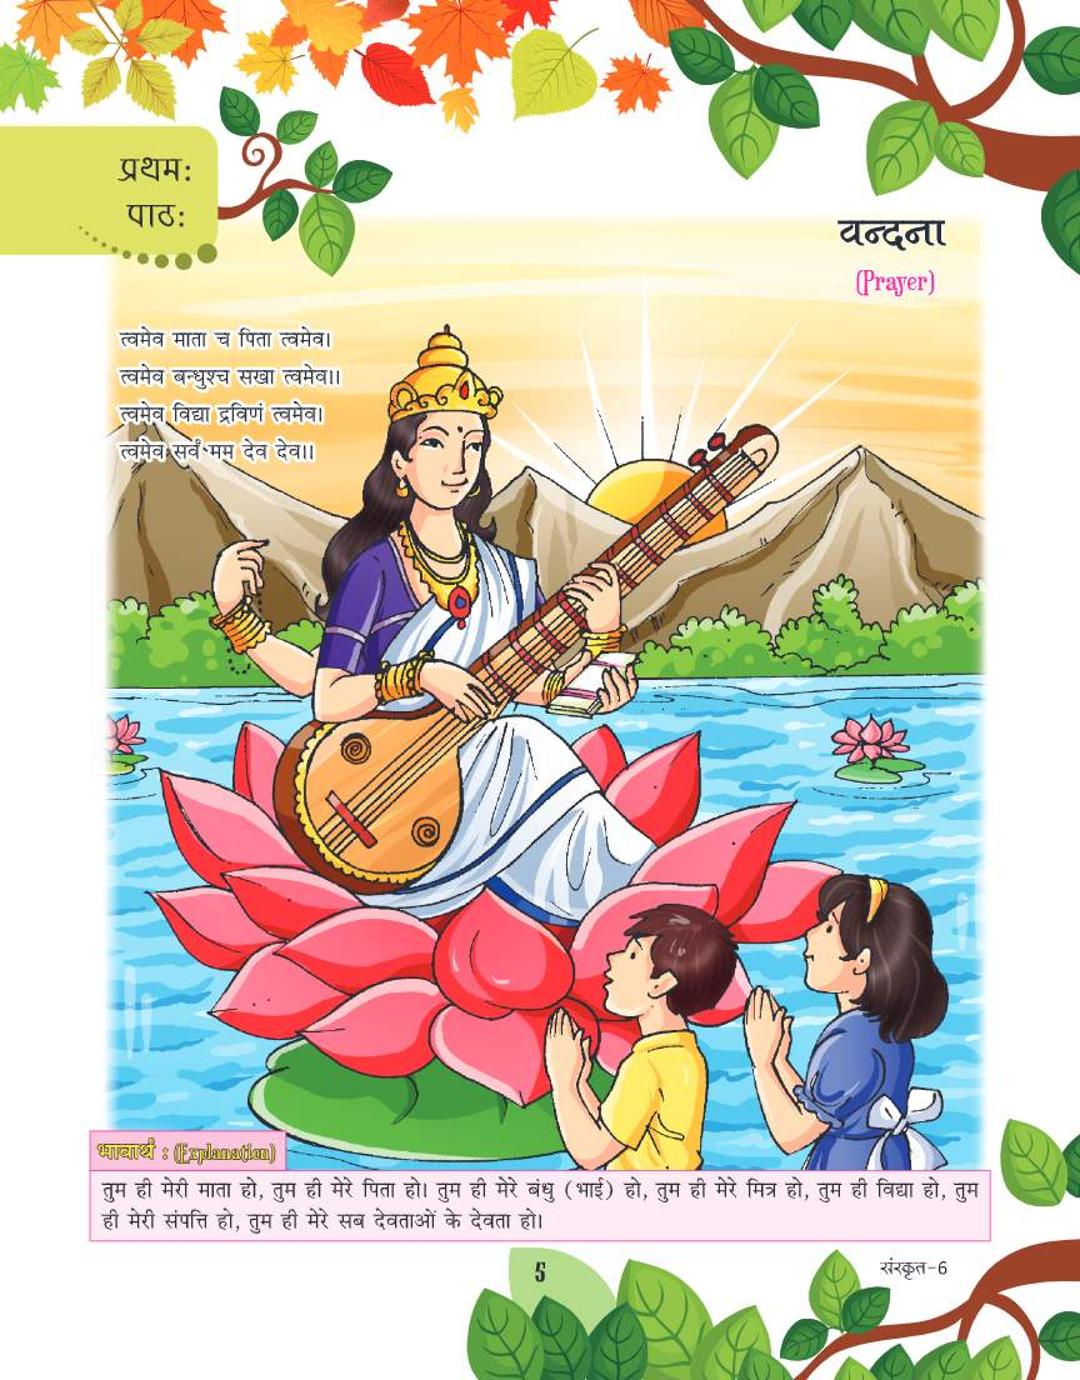 प्रथमः
पाठः
वन्दना
(Prayer)
त्वमेव माता च पिता त्वमेव।
त्वमेव बन्धुश्च सखा त्वमेव।।
त्वमेव विद्या द्रविणं त्वमेव।
त्वमेव सर्वं मम देव देव।।
भावार्थ : (Explanation)
तुम ही मेरी माता हो, तुम ही मेरे पिता हो। तुम ही मेरे बंधु (भाई) हो, तुम ही मेरे मित्र हो, तुम ही विद्या हो, तुम
ही मेरी संपत्ति हो, तुम ही मेरे सब देवताओं के देवता हो।
5
संस्कृत-6